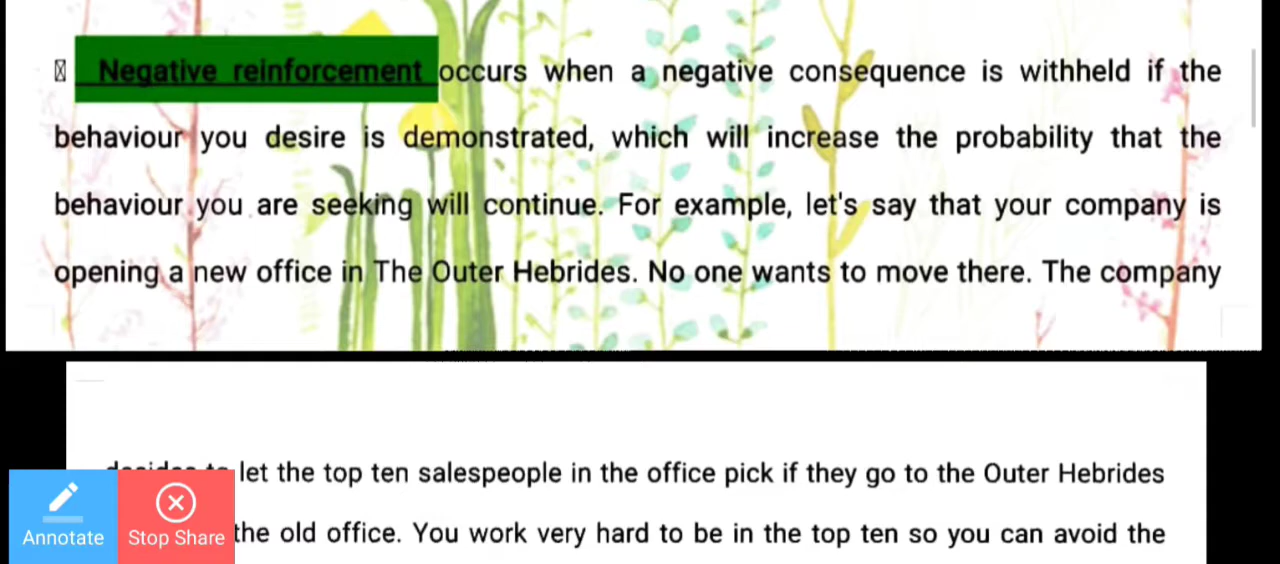 Negative reinforcement occurs when a negative consequence is withheld if the
behaviour you desire is demonstrated, which will increase the probability that the
behaviour you are seeking will continue. For example, let's say that your company is
opening a new office in The Outer Hebrides. No one wants to move there. The company
let the top ten salespeople in the office pick if they go to the Outer Hebrides
the old office. You work very hard to be in the top ten so you can avoid the
Annotate
Stop Share